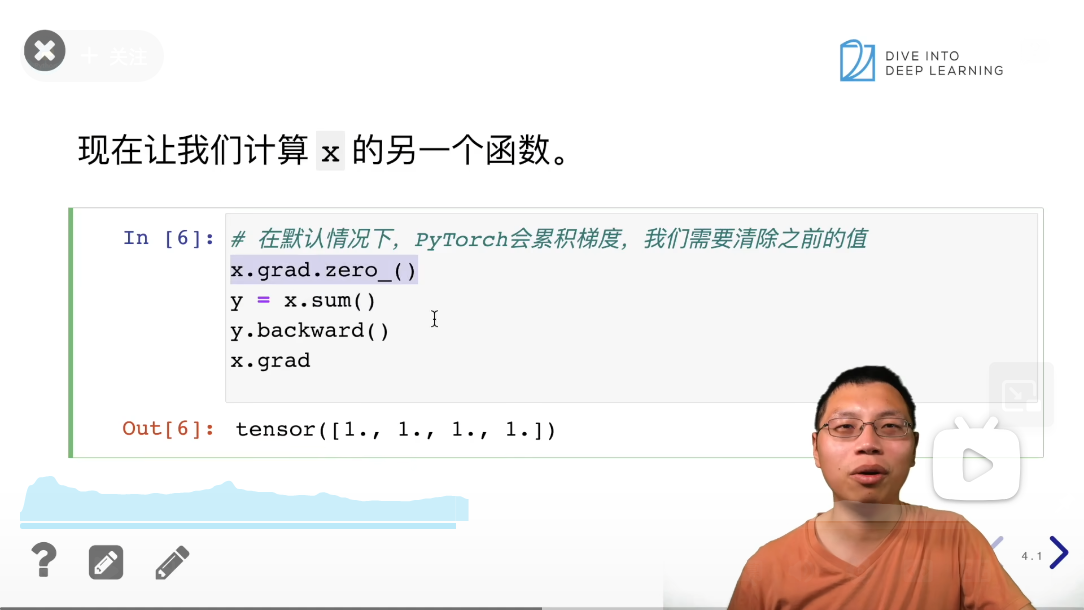 + 关注
DIVE INTO
DEEP LEARNING
现在让我们计算 x 的另一个函数。
In [6]: # 在默认情况下，PyTorch会累积梯度，我们需要清除之前的值
x.grad.zero_()
y = x.sum()
y.backward()
x.grad
Out[6]: tensor([1., 1., 1., 1.])
?
4.1